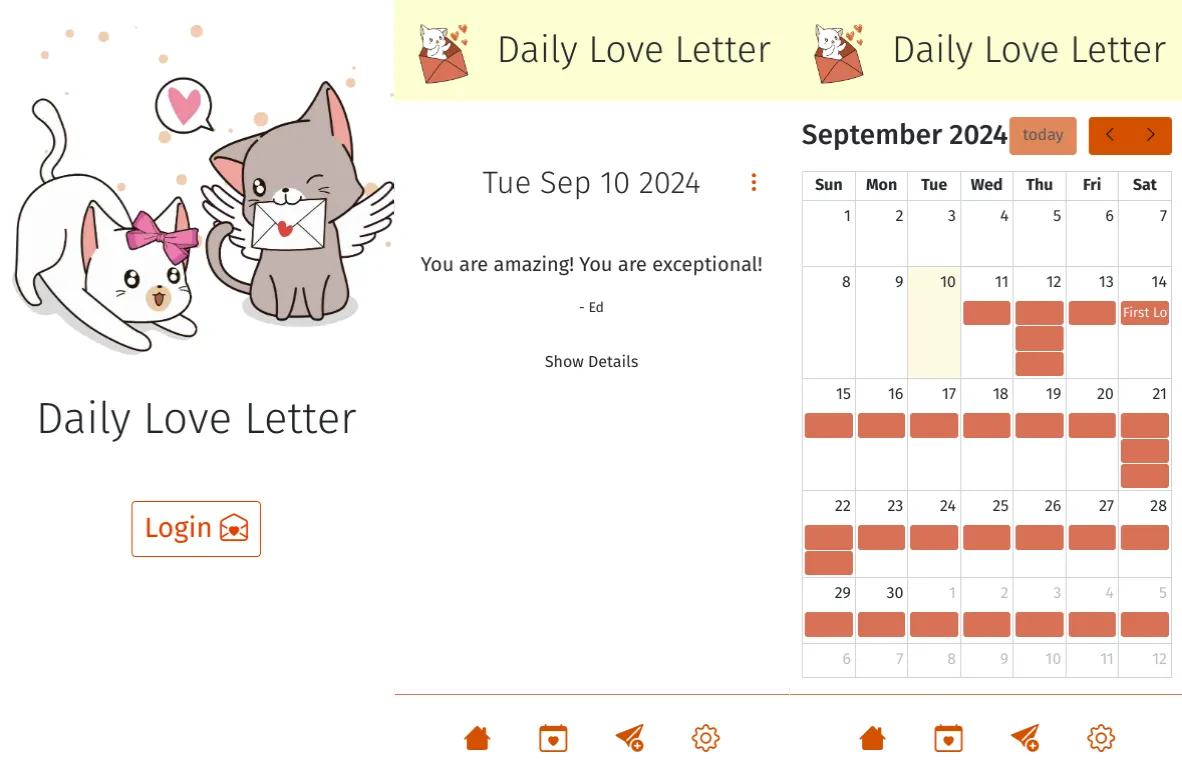 Daily Love Letter
Login
Daily Love Letter
Tue Sep 10 2024
You are amazing! You are exceptional!
- Ed
Show Details
Daily Love Letter
September 2024 today
Sun Mon Tue Wed Thu Fri Sat
1 2 3 4 5 6 7
8 9 10 11 12 13 14
First Lo
15 16 17 18 19 20 21
22 23 24 25 26 27 28
29 30 1 2 3 4 5
6 7 8 9 10 11 12